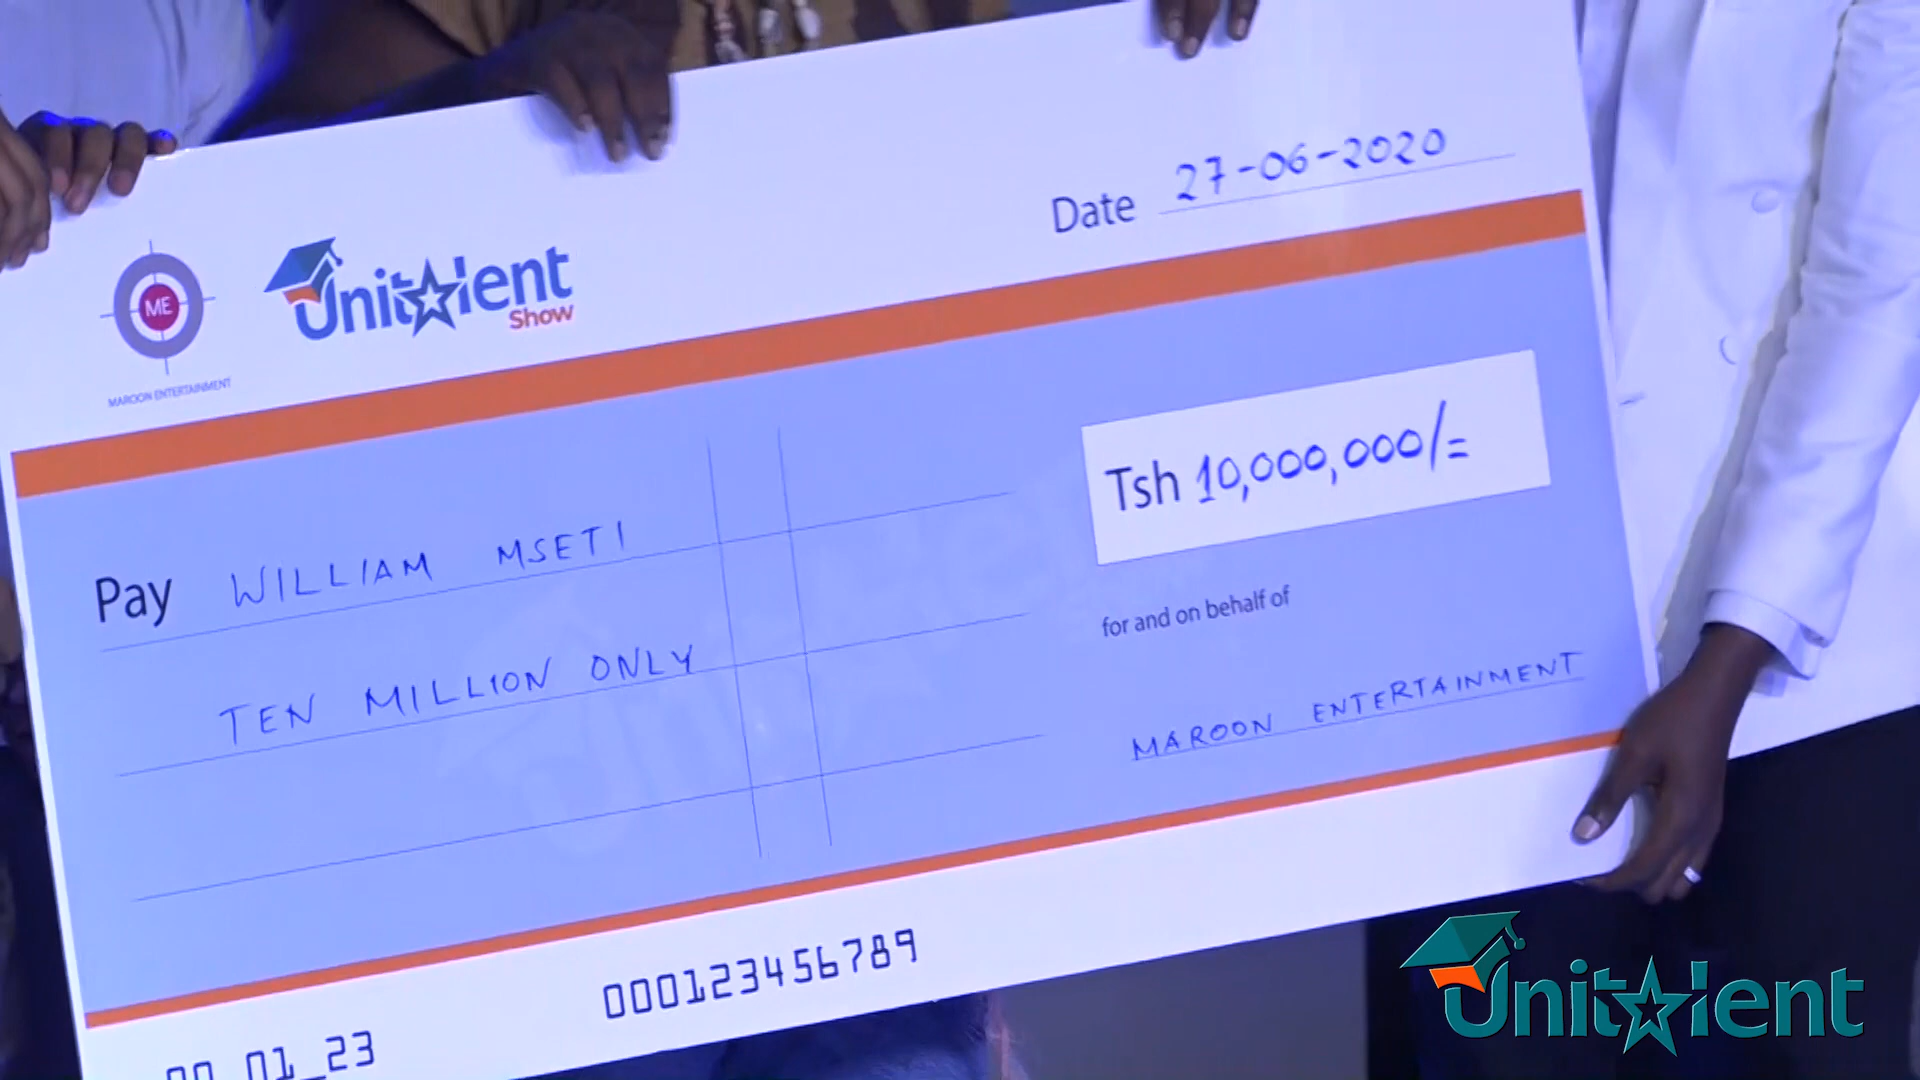 Date 27-06-2020
ME
MAROON ENTERTAINMENT
Unitalent
Show
Pay WILLIAM MSETI
TEN MILLION ONLY
Tsh 10,000,000/=
for and on behalf of
MAROON ENTERTAINMENT
000123456789
00_01_23
Unitalent